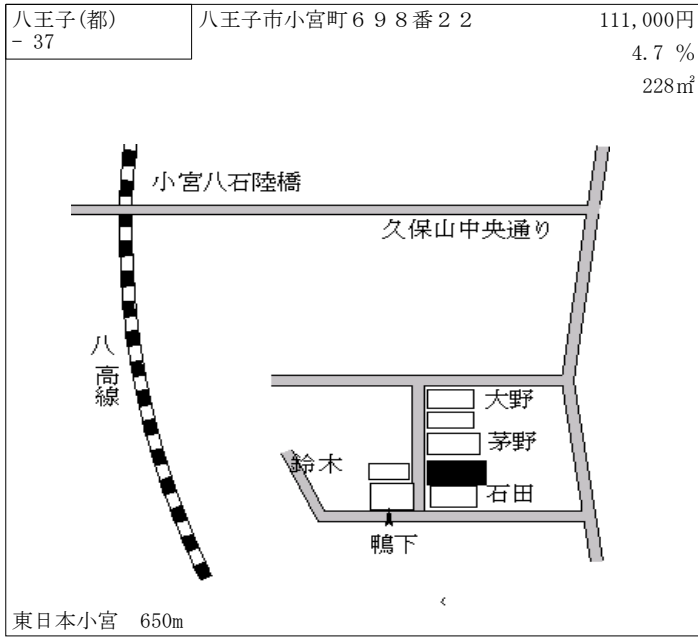 八王子(都)
- 37
八王子市小宮町６９８番２２
111,000円
4.7 %
228㎡
小宮八石陸橋
久保山中央通り
八高線
大野
茅野
鈴木
石田
鴨下
東日本小宮 650m